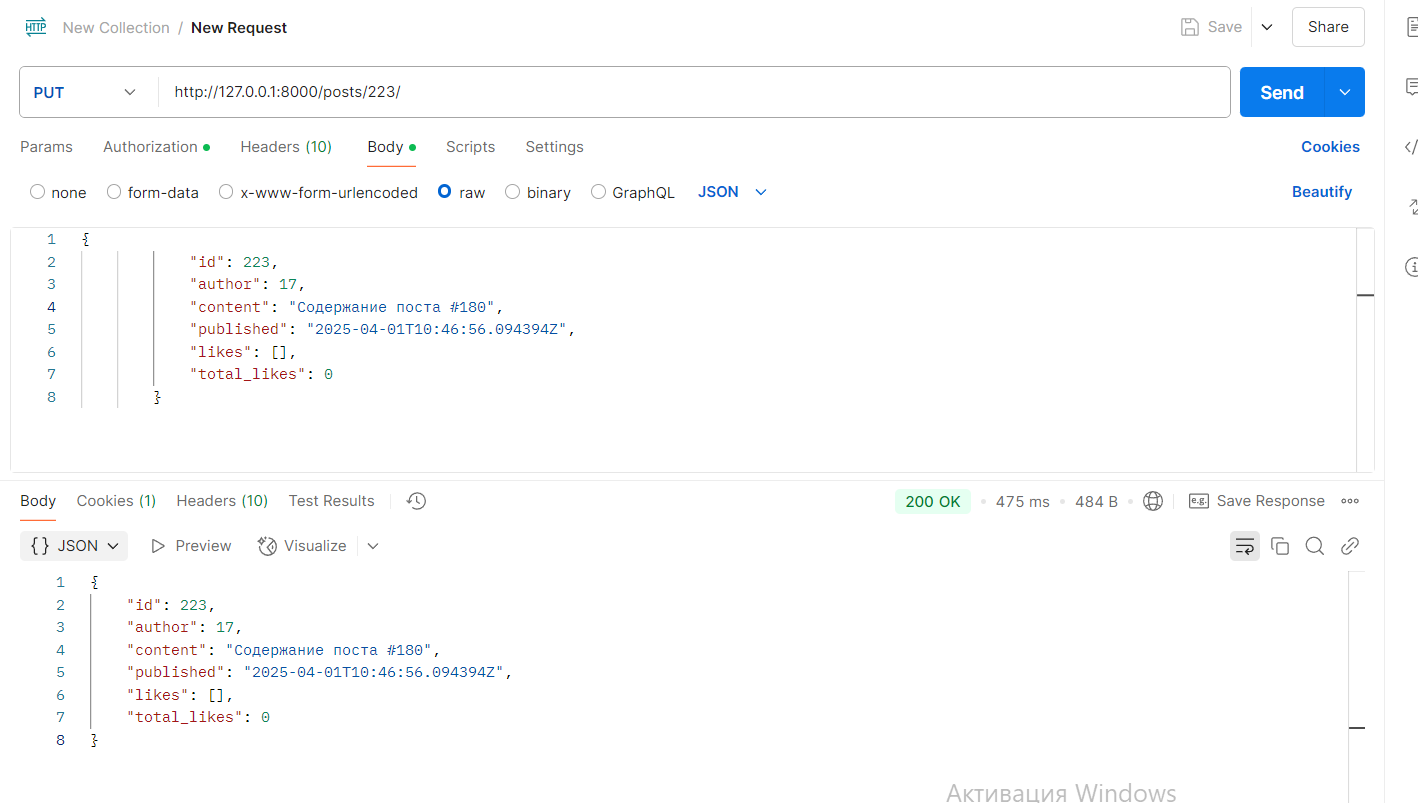 HTTP New Collection / New Request Save Share
PUT http://127.0.0.1:8000/posts/223/ Send
Params Authorization Headers (10) Body Scripts Settings Cookies
none form-data x-www-form-urlencoded raw binary GraphQL JSON Beautify
1 {
2 "id": 223,
3 "author": 17,
4 "content": "Содержание поста #180",
5 "published": "2025-04-01T10:46:56.094394Z",
6 "likes": [],
7 "total_likes": 0
8 }
Body Cookies (1) Headers (10) Test Results 200 OK 475 ms 484 B e.g. Save Response
{} JSON Preview Visualize
1 {
2 "id": 223,
3 "author": 17,
4 "content": "Содержание поста #180",
5 "published": "2025-04-01T10:46:56.094394Z",
6 "likes": [],
7 "total_likes": 0
8 }
Активация Windows